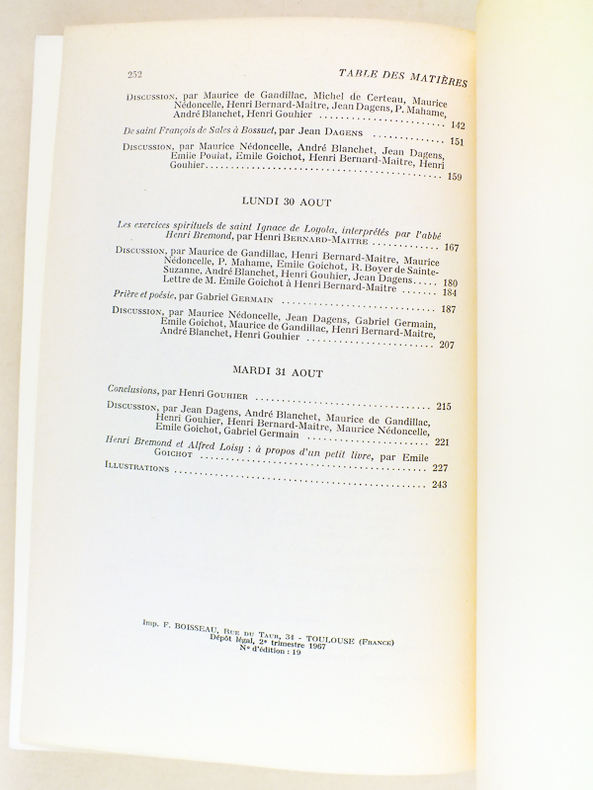 252 TABLE DES MATIÈRES
DISCUSSION, par Maurice de Gandillac, Michel de Certeau, Maurice
Nédoncelle, Henri Bernard-Maitre, Jean Dagens, P. Mahame,
André Blanchet, Henri Gouhier ........................ 142
De saint François de Sales à Bossuet, par Jean DAGENS ............ 151
DISCUSSION, par Maurice Nédoncelle, André Blanchet, Jean Dagens,
Emile Poulat, Emile Goichot, Henri Bernard-Maitre, Henri
Gouhier............................................ 159
LUNDI 30 AOUT
Les exercices spirituels de saint Ignace de Loyola, interprétés par l'abbé
Henri Bremond, par Henri BERNARD-MAITRE ............ 167
DISCUSSION, par Maurice de Gandillac, Henri Bernard-Maitre, Maurice
Nédoncelle, P. Mahame, Emile Goichot, R. Boyer de Sainte-
Suzanne, André Blanchet, Henri Gouhier, Jean Dagens..... 180
Lettre de M. Emile Goichot à Henri Bernard-Maitre ....... 184
Prière et poésie, par Gabriel GERMAIN ............................ 187
DISCUSSION, par Maurice Nédoncelle, Jean Dagens, Gabriel Germain,
Emile Goichot, Maurice de Gandillac, Henri Bernard-Maitre,
André Blanchet, Henri Gouhier ........................ 207
MARDI 31 AOUT
Conclusions, par Henri GOUHIER ................................ 215
DISCUSSION, par Jean Dagens, André Blanchet, Maurice de Gandillac,
Henri Gouhier, Henri Bernard-Maitre, Maurice Nédoncelle,
Emile Goichot, Gabriel Germain ........................ 221
Henri Bremond et Alfred Loisy : à propos d'un petit livre, par Emile
GOICHOT ............................................ 227
ILLUSTRATIONS ................................................ 243
Imp. F. BOISSEAU, RUE DU TAUR, 34 - TOULOUSE (FRANCE)
Dépôt légal, 2e trimestre 1967
N° d'édition : 19